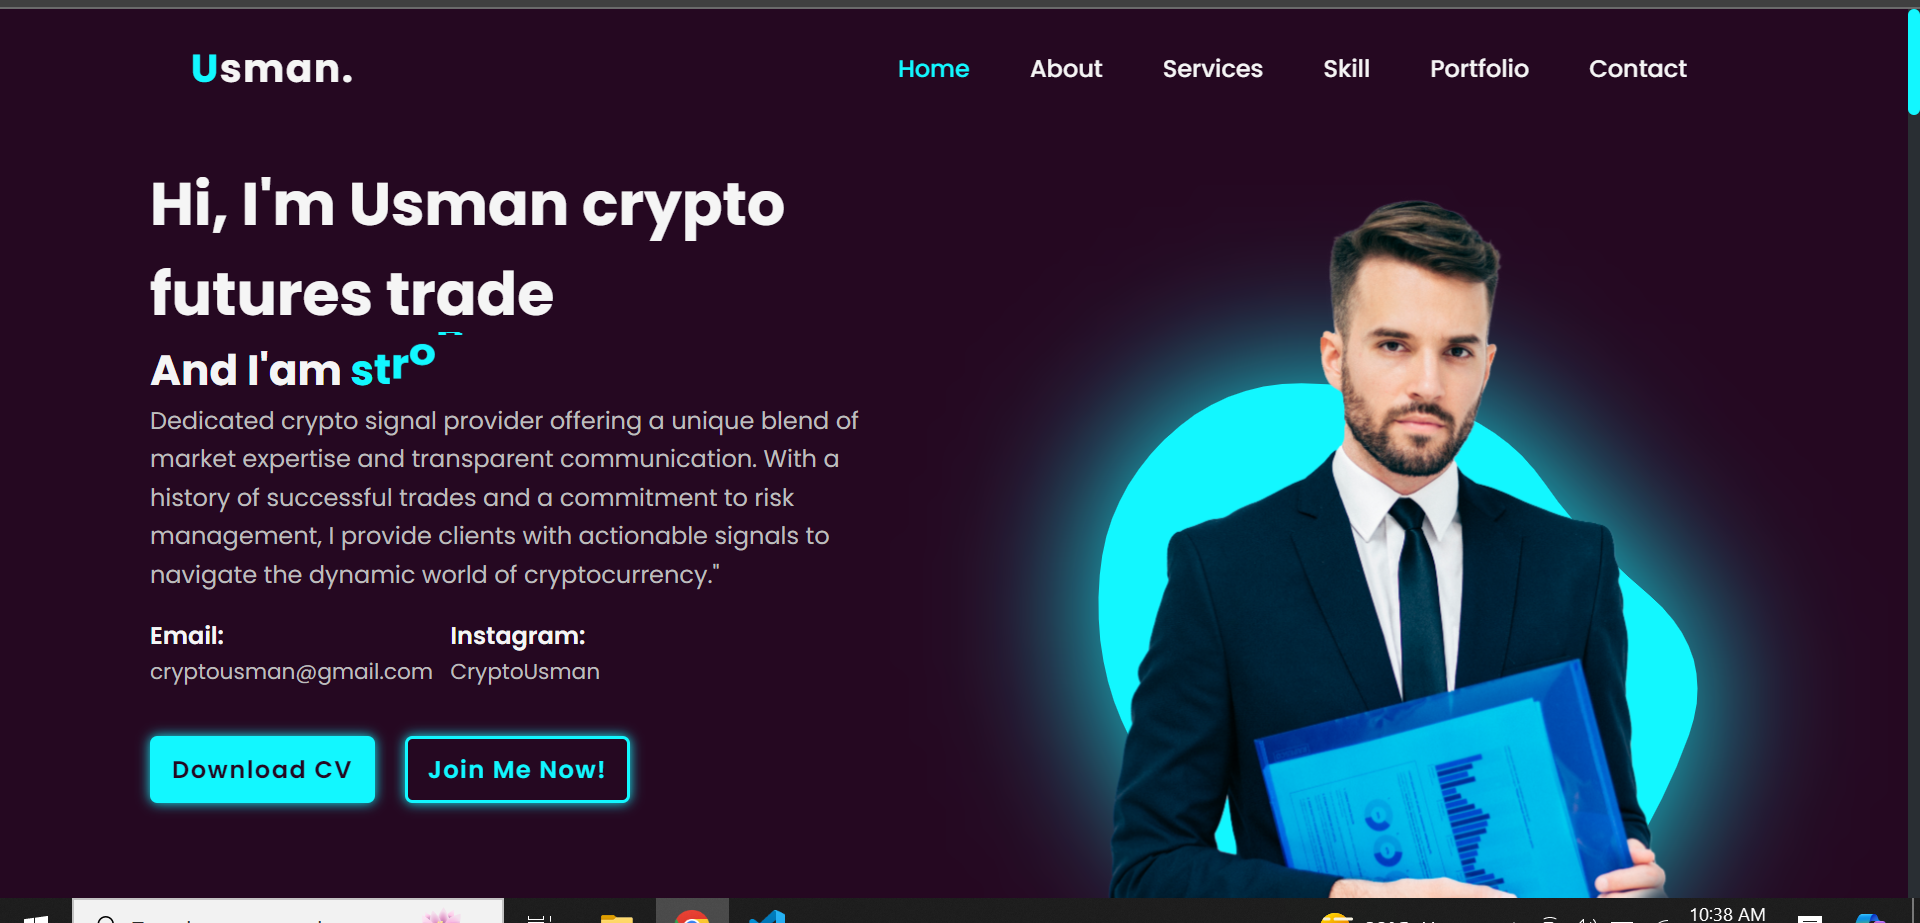 Usman.
Home About Services Skill Portfolio Contact
Hi, I'm Usman crypto
futures trade
And I'am stro
Dedicated crypto signal provider offering a unique blend of
market expertise and transparent communication. With a
history of successful trades and a commitment to risk
management, I provide clients with actionable signals to
navigate the dynamic world of cryptocurrency."
Email: Instagram:
cryptousman@gmail.com CryptoUsman
Download CV Join Me Now!
10:38 AM